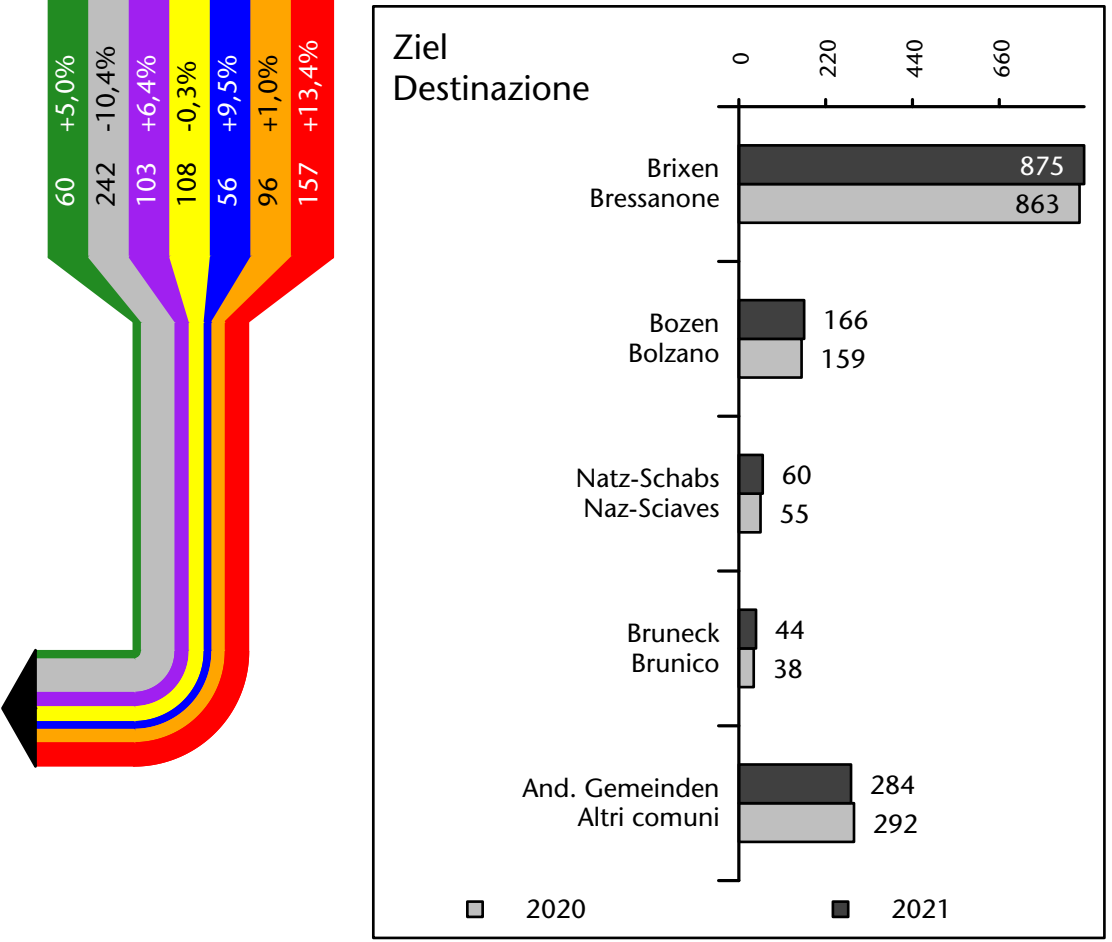 60 +5,0%
242 -10,4%
103 +6,4%
108 -0,3%
56 +9,5%
96 +1,0%
157 +13,4%
Ziel
Destinazione
0 220 440 660
Brixen
Bressanone
875
863
Bozen
Bolzano
166
159
Natz-Schabs
Naz-Sciaves
60
55
Bruneck
Brunico
44
38
And. Gemeinden
Altri comuni
284
292
2020 2021